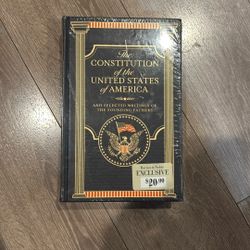 The
CONSTITUTION
of the
UNITED STATES
of AMERICA
AND SELECTED WRITINGS OF
THE FOUNDING FATHERS
Barnes & Noble
EXCLUSIVE
$20.00